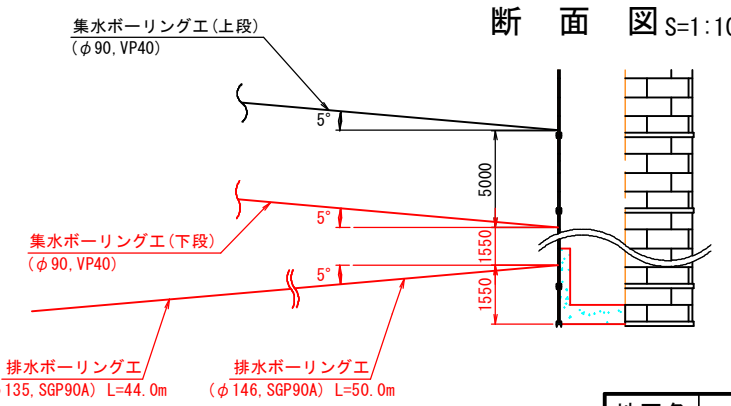 断面図 S=1:10
集水ボーリング工(上段)
(φ90, VP40)
5°
5000
5°
集水ボーリング工(下段)
(φ90, VP40)
1550
5°
1550
排水ボーリング工
135, SGP90A) L=44.0m
排水ボーリング工
(φ146, SGP90A) L=50.0m